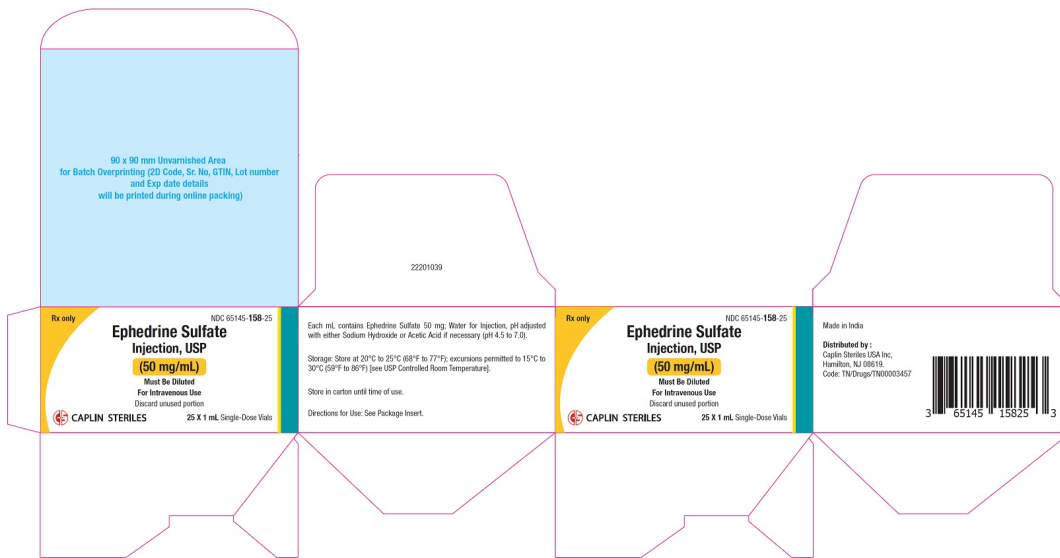 90 x 90 mm Unvarnished Area
for Batch Overprinting (2D Code, Sr. No, GTIN, Lot number
and Exp date details
will be printed during online packing)
22201039
Rx only
NDC 65145-158-25
Ephedrine Sulfate
Injection, USP
(50 mg/mL)
Must Be Diluted
For Intravenous Use
Discard unused portion
CAPLIN STERILES
25 X 1 mL Single-Dose Vials
Each mL contains Ephedrine Sulfate 50 mg; Water for Injection, pH adjusted
with either Sodium Hydroxide or Acetic Acid if necessary (pH 4.5 to 7.0).
Storage: Store at 20°C to 25°C (68°F to 77°F); excursions permitted to 15°C to
30°C (59°F to 86°F) [see USP Controlled Room Temperature].
Store in carton until time of use.
Directions for Use: See Package Insert.
Rx only
NDC 65145-158-25
Ephedrine Sulfate
Injection, USP
(50 mg/mL)
Must Be Diluted
For Intravenous Use
Discard unused portion
CAPLIN STERILES
25 X 1 mL Single-Dose Vials
Made in India
Distributed by :
Caplin Steriles USA Inc,
Hamilton, NJ 08619.
Code: TN/Drugs/TN00003457
3 65145 15825 3